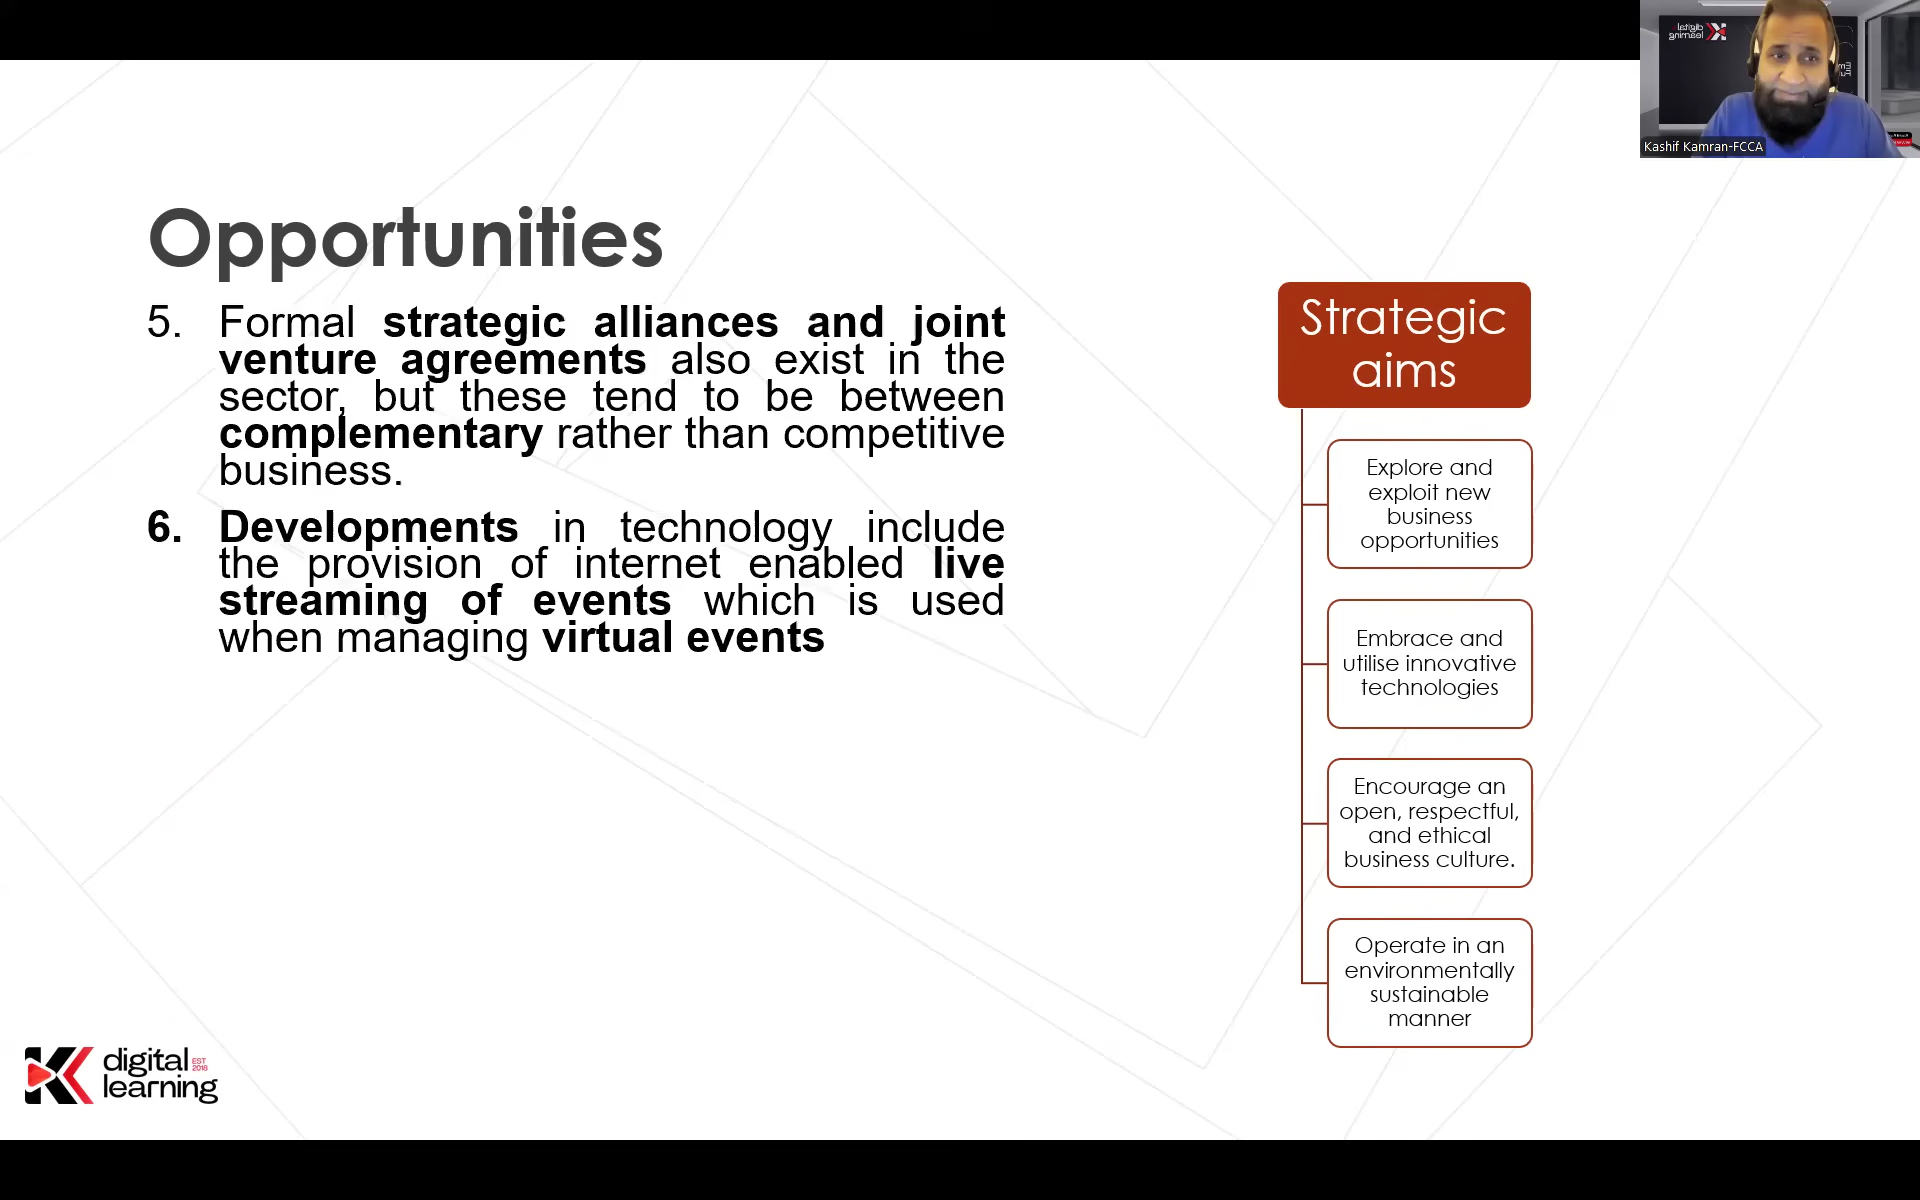 Kashif Kamran-FCCA
Opportunities
5. Formal strategic alliances and joint
venture agreements also exist in the
sector, but these tend to be between
complementary rather than competitive
business.
6. Developments in technology include
the provision of internet enabled live
streaming of events which is used
when managing virtual events
Strategic
aims
Explore and
exploit new
business
opportunities
Embrace and
utilise innovative
technologies
Encourage an
open, respectful,
and ethical
business culture.
Operate in an
environmentally
sustainable
manner
digital
learning
EST
2018
digital
learning